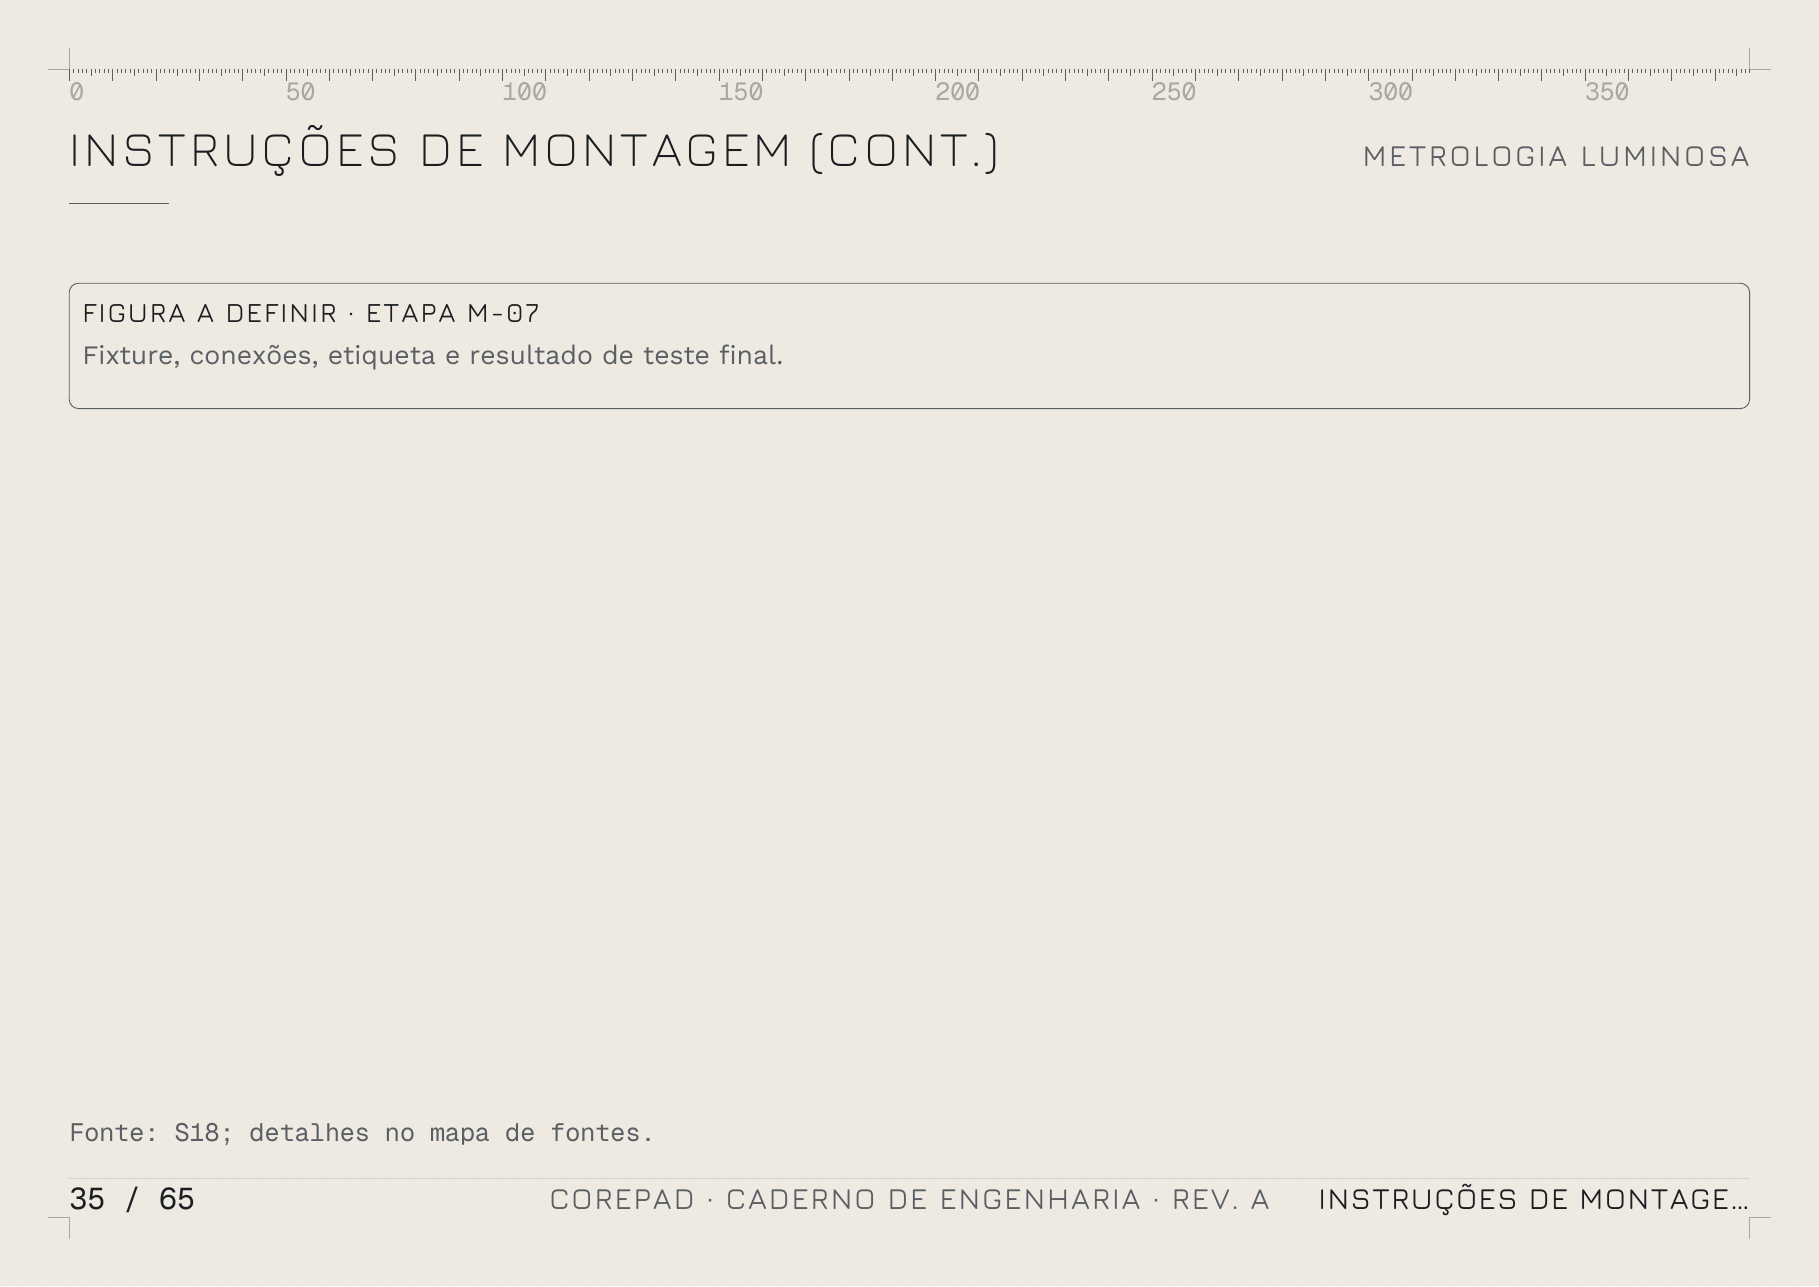 0 50 100 150 200 250 300 350
INSTRUÇÕES DE MONTAGEM (CONT.)
METROLOGIA LUMINOSA
FIGURA A DEFINIR · ETAPA M-07
Fixture, conexões, etiqueta e resultado de teste final.
Fonte: S18; detalhes no mapa de fontes.
35 / 65
COREPAD · CADERNO DE ENGENHARIA · REV. A
INSTRUÇÕES DE MONTAGE…